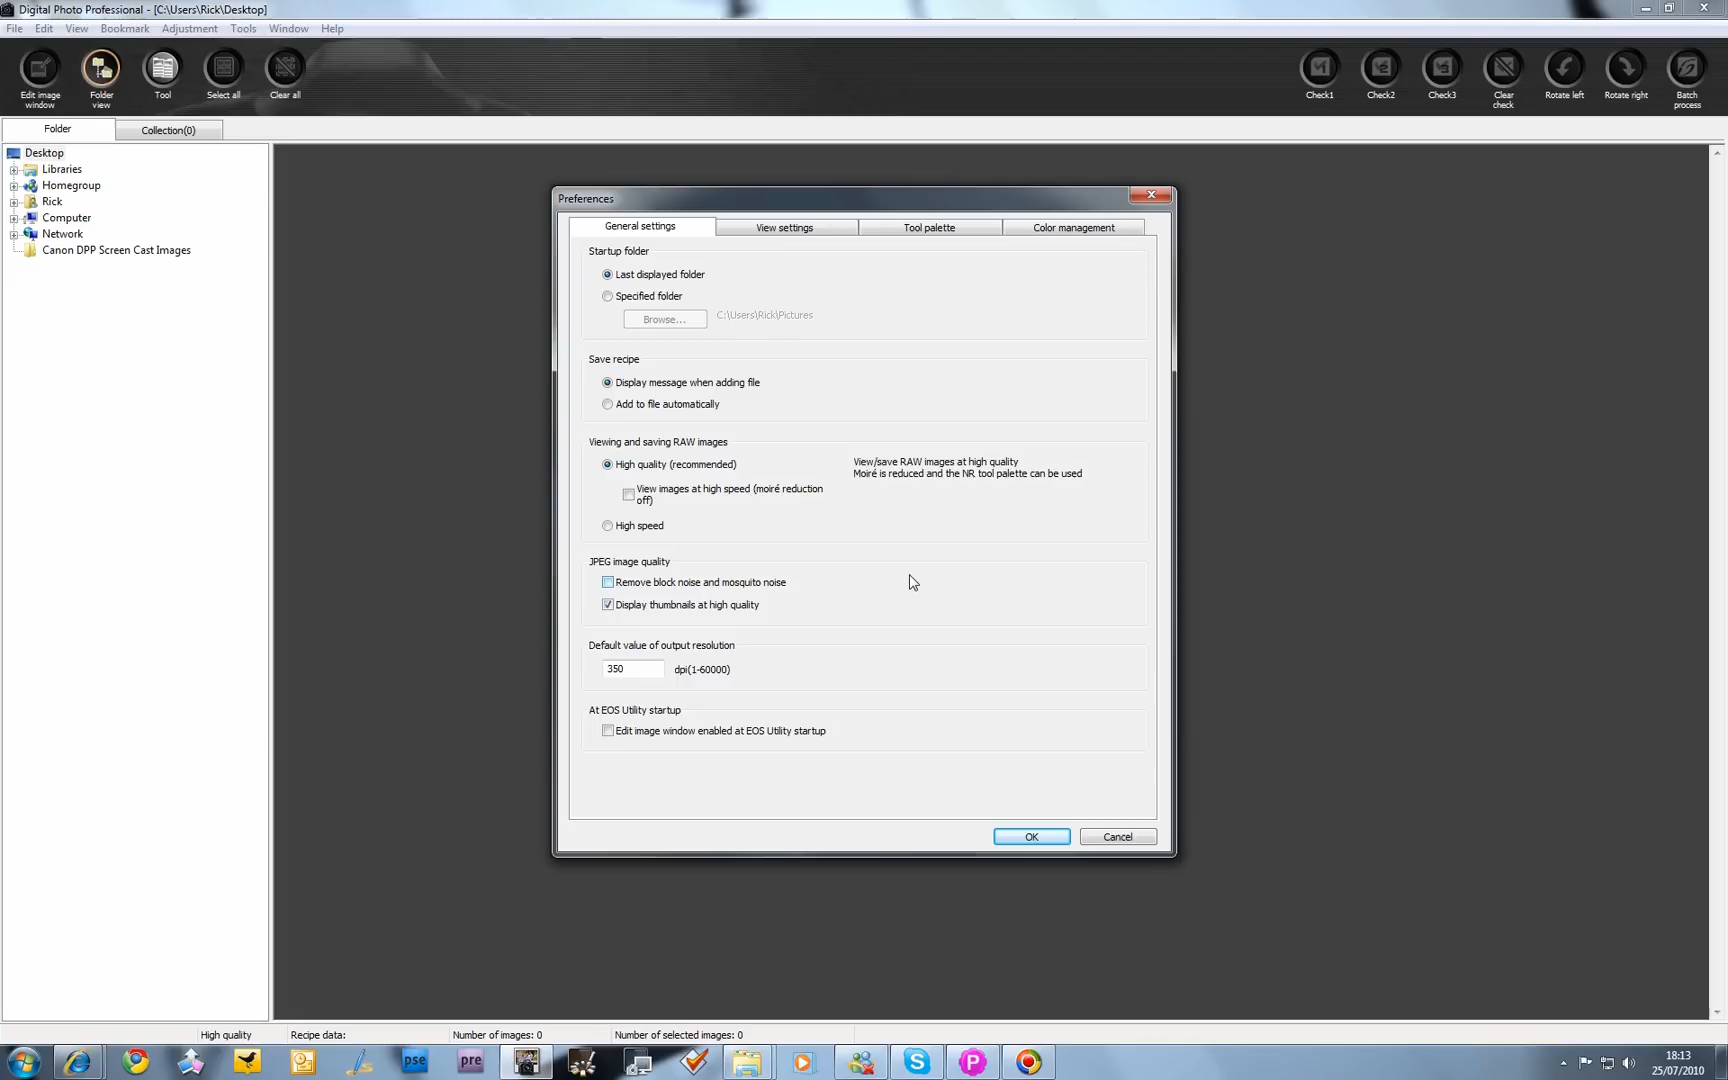 Digital Photo Professional - [C:\Users\Rick\Desktop]
File Edit View Bookmark Adjustment Tools Window Help
Edit image window
Folder view
Tool
Select all
Clear all
Check1
Check2
Check3
Clear check
Rotate left
Rotate right
Batch process
Folder
Collection(0)
Desktop
Libraries
Homegroup
Rick
Computer
Network
Canon DPP Screen Cast Images
Preferences
General settings
View settings
Tool palette
Color management
Startup folder
Last displayed folder
Specified folder
Browse... C:\Users\Rick\Pictures
Save recipe
Display message when adding file
Add to file automatically
Viewing and saving RAW images
High quality (recommended)
View/save RAW images at high quality
Moiré is reduced and the NR tool palette can be used
View images at high speed (moiré reduction
off)
High speed
JPEG image quality
Remove block noise and mosquito noise
Display thumbnails at high quality
Default value of output resolution
350 dpi(1-60000)
At EOS Utility startup
Edit image window enabled at EOS Utility startup
OK
Cancel
High quality
Recipe data:
Number of images: 0
Number of selected images: 0
pse
pre
18:13
25/07/2010